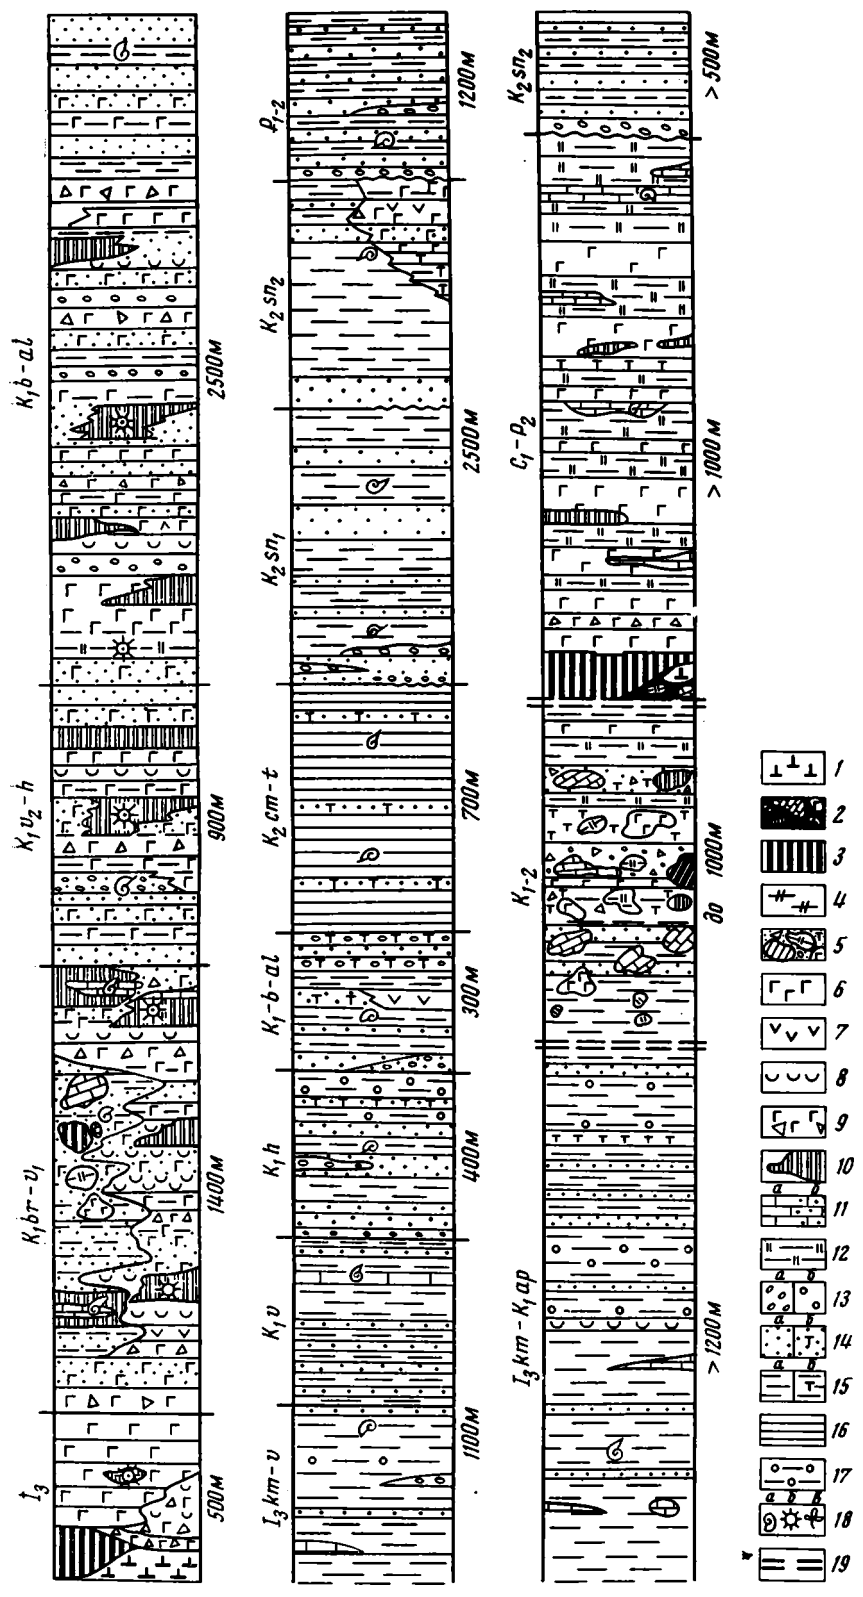 K₁b-al
2500м
K₁v₂-h
900м
K₁br-v₁
1400м
I₃
500м
P₁₋₂
1200м
K₂sn₂
2500м
K₂sn₁
K₂cm-t
700м
K₁-b-al
300м
K₁h
400м
K₁v
I₃km-v
1100м
K₂sn₂
>500м
C₁-P₂
>1000м
K₁₋₂
до 1000м
I₃km-K₁ap
>1200м
1
2
3
4
5
6
7
8
9
10
а б
11
12
а б
13
а б
14
а б
15
16
17
а б в
18
19